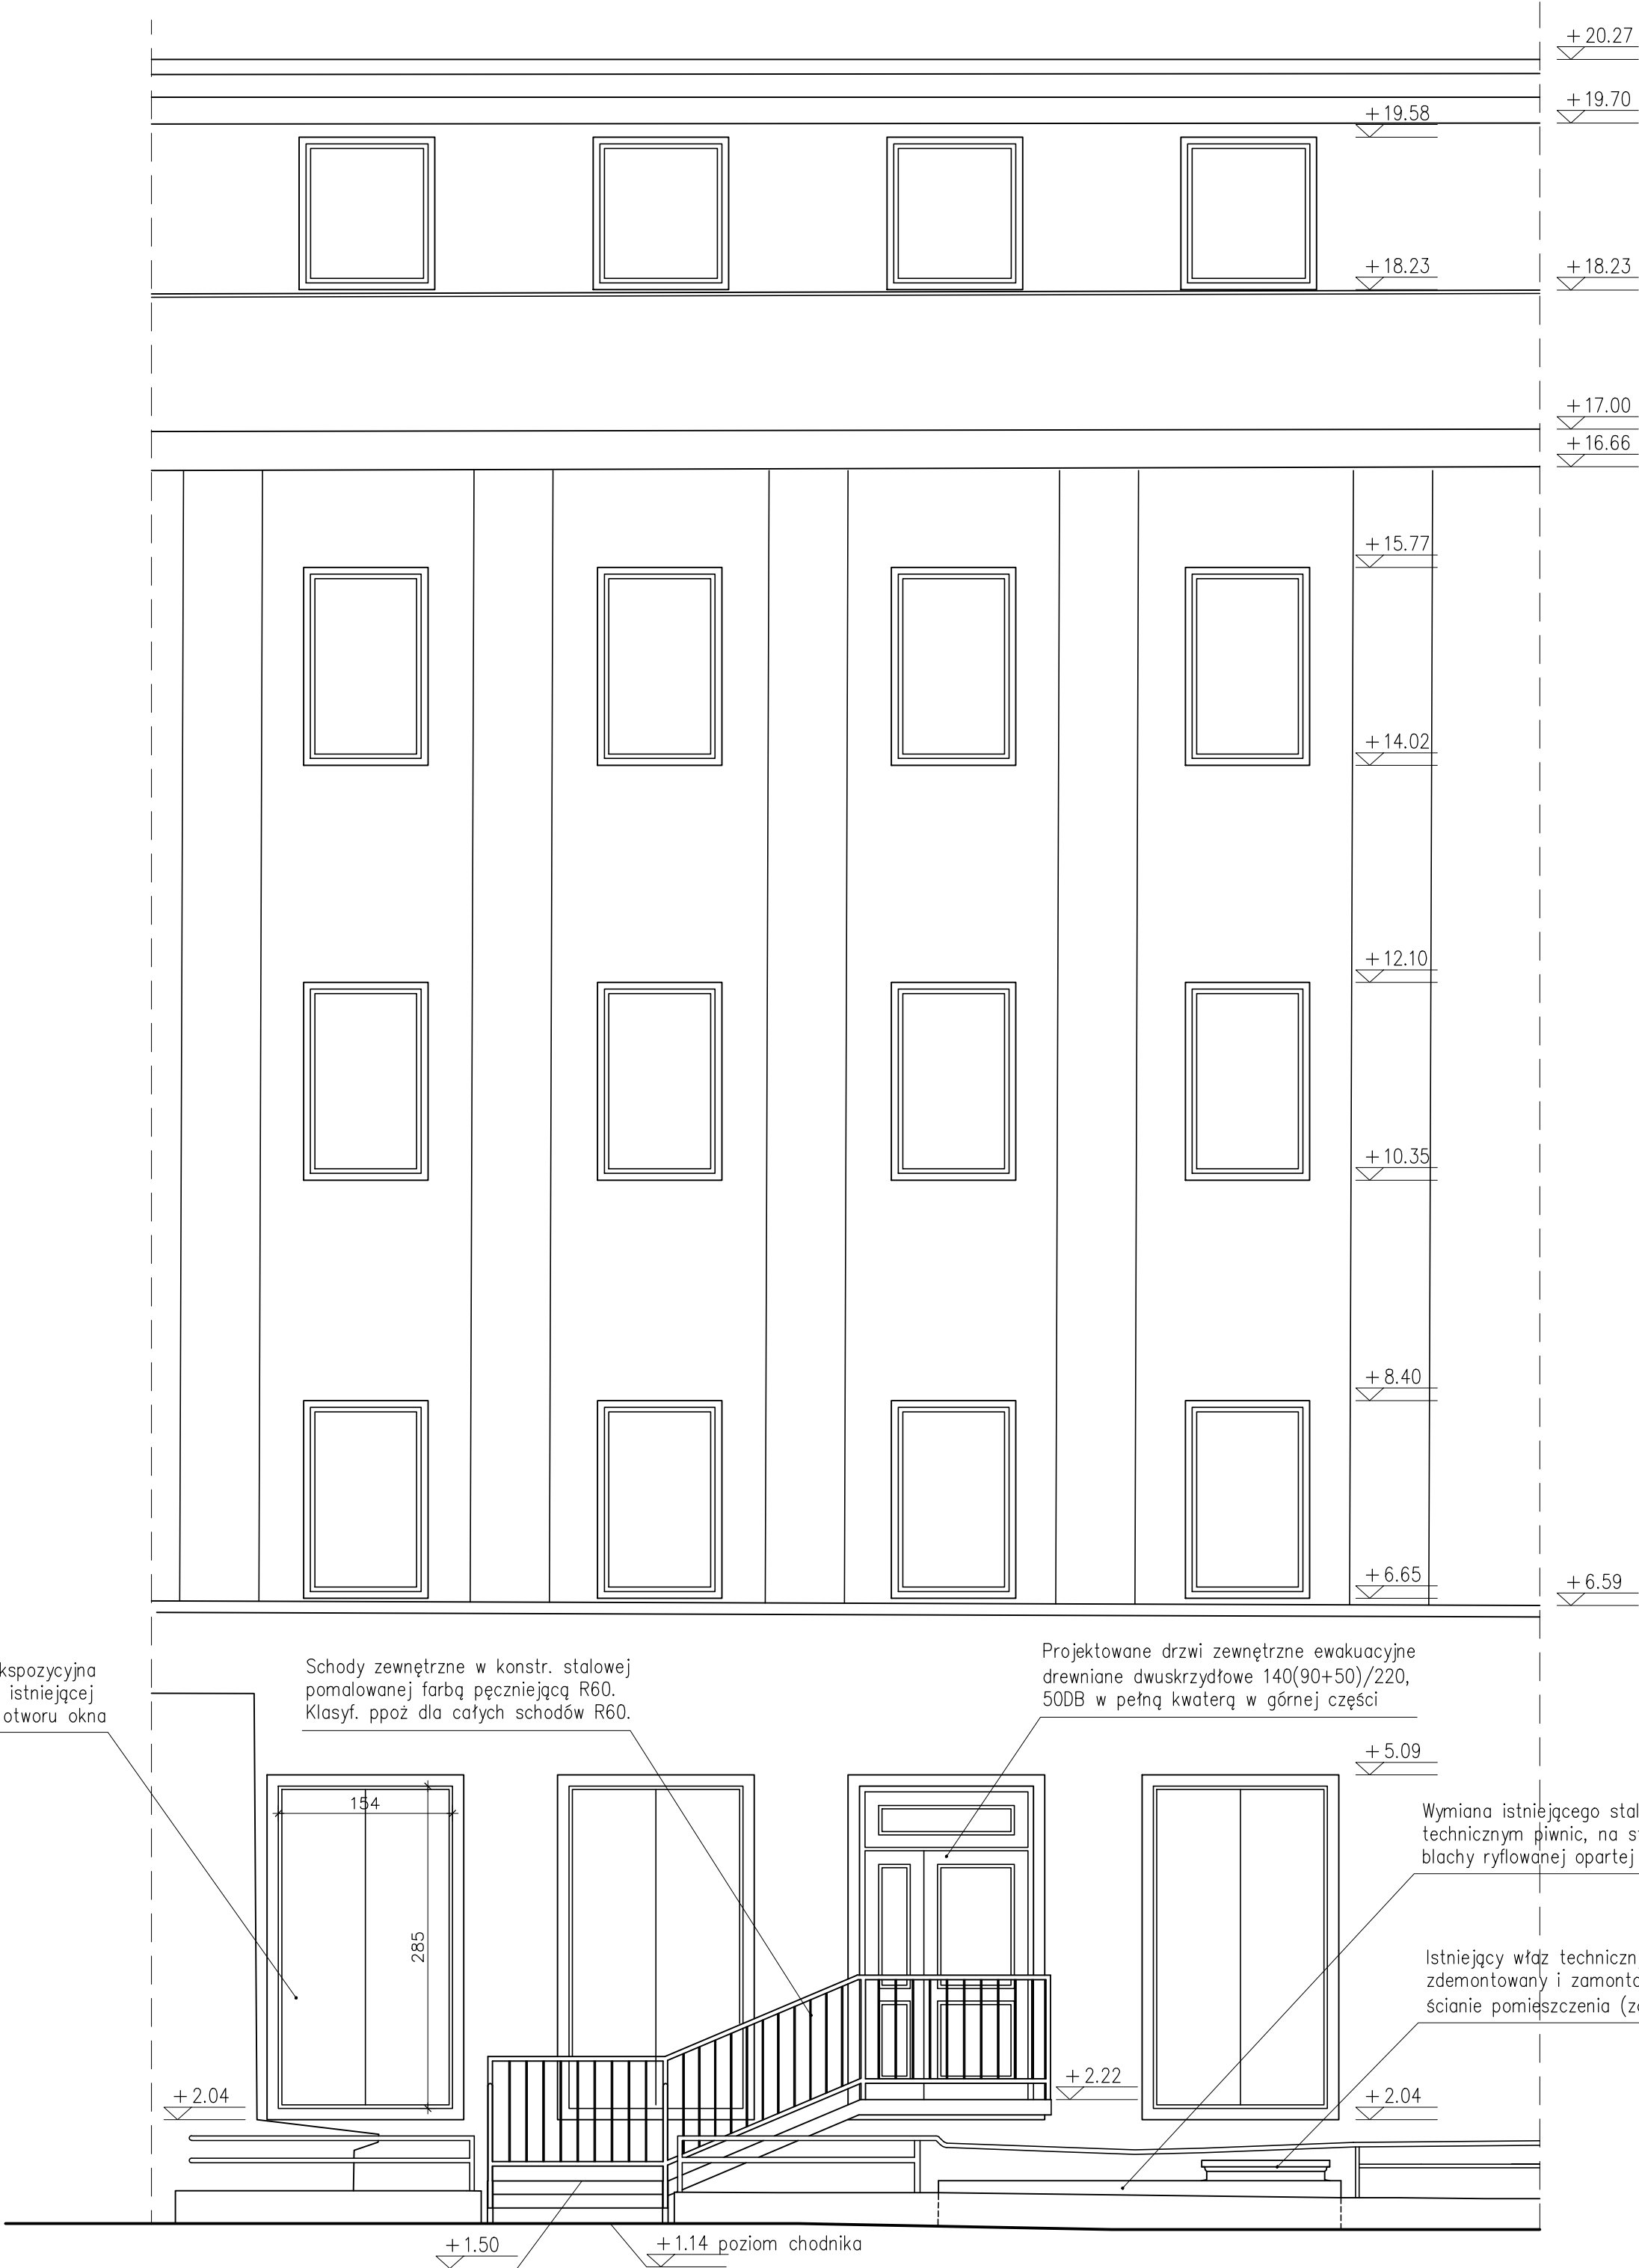 +20.27
+19.70
+19.58
+18.23
+18.23
+17.00
+16.66
+15.77
+14.02
+12.10
+10.35
+8.40
+6.65
+6.59
kspozycyjna
istniejącej
otworu okna
Schody zewnętrzne w konstr. stalowej
pomalowanej farbą pęczniejącą R60.
Klasyf. ppoż dla całych schodów R60.
Projektowane drzwi zewnętrzne ewakuacyjne
drewniane dwuskrzydłowe 140(90+50)/220,
50DB w pełną kwaterą w górnej części
+5.09
154
285
Wymiana istniejącego stal
technicznym piwnic, na s
blachy ryflowanej opartej
Istniejący właz techniczn
zdemontowany i zamonto
ścianie pomieszczenia (z
+2.04
+2.22
+2.04
+1.50
+1.14 poziom chodnika